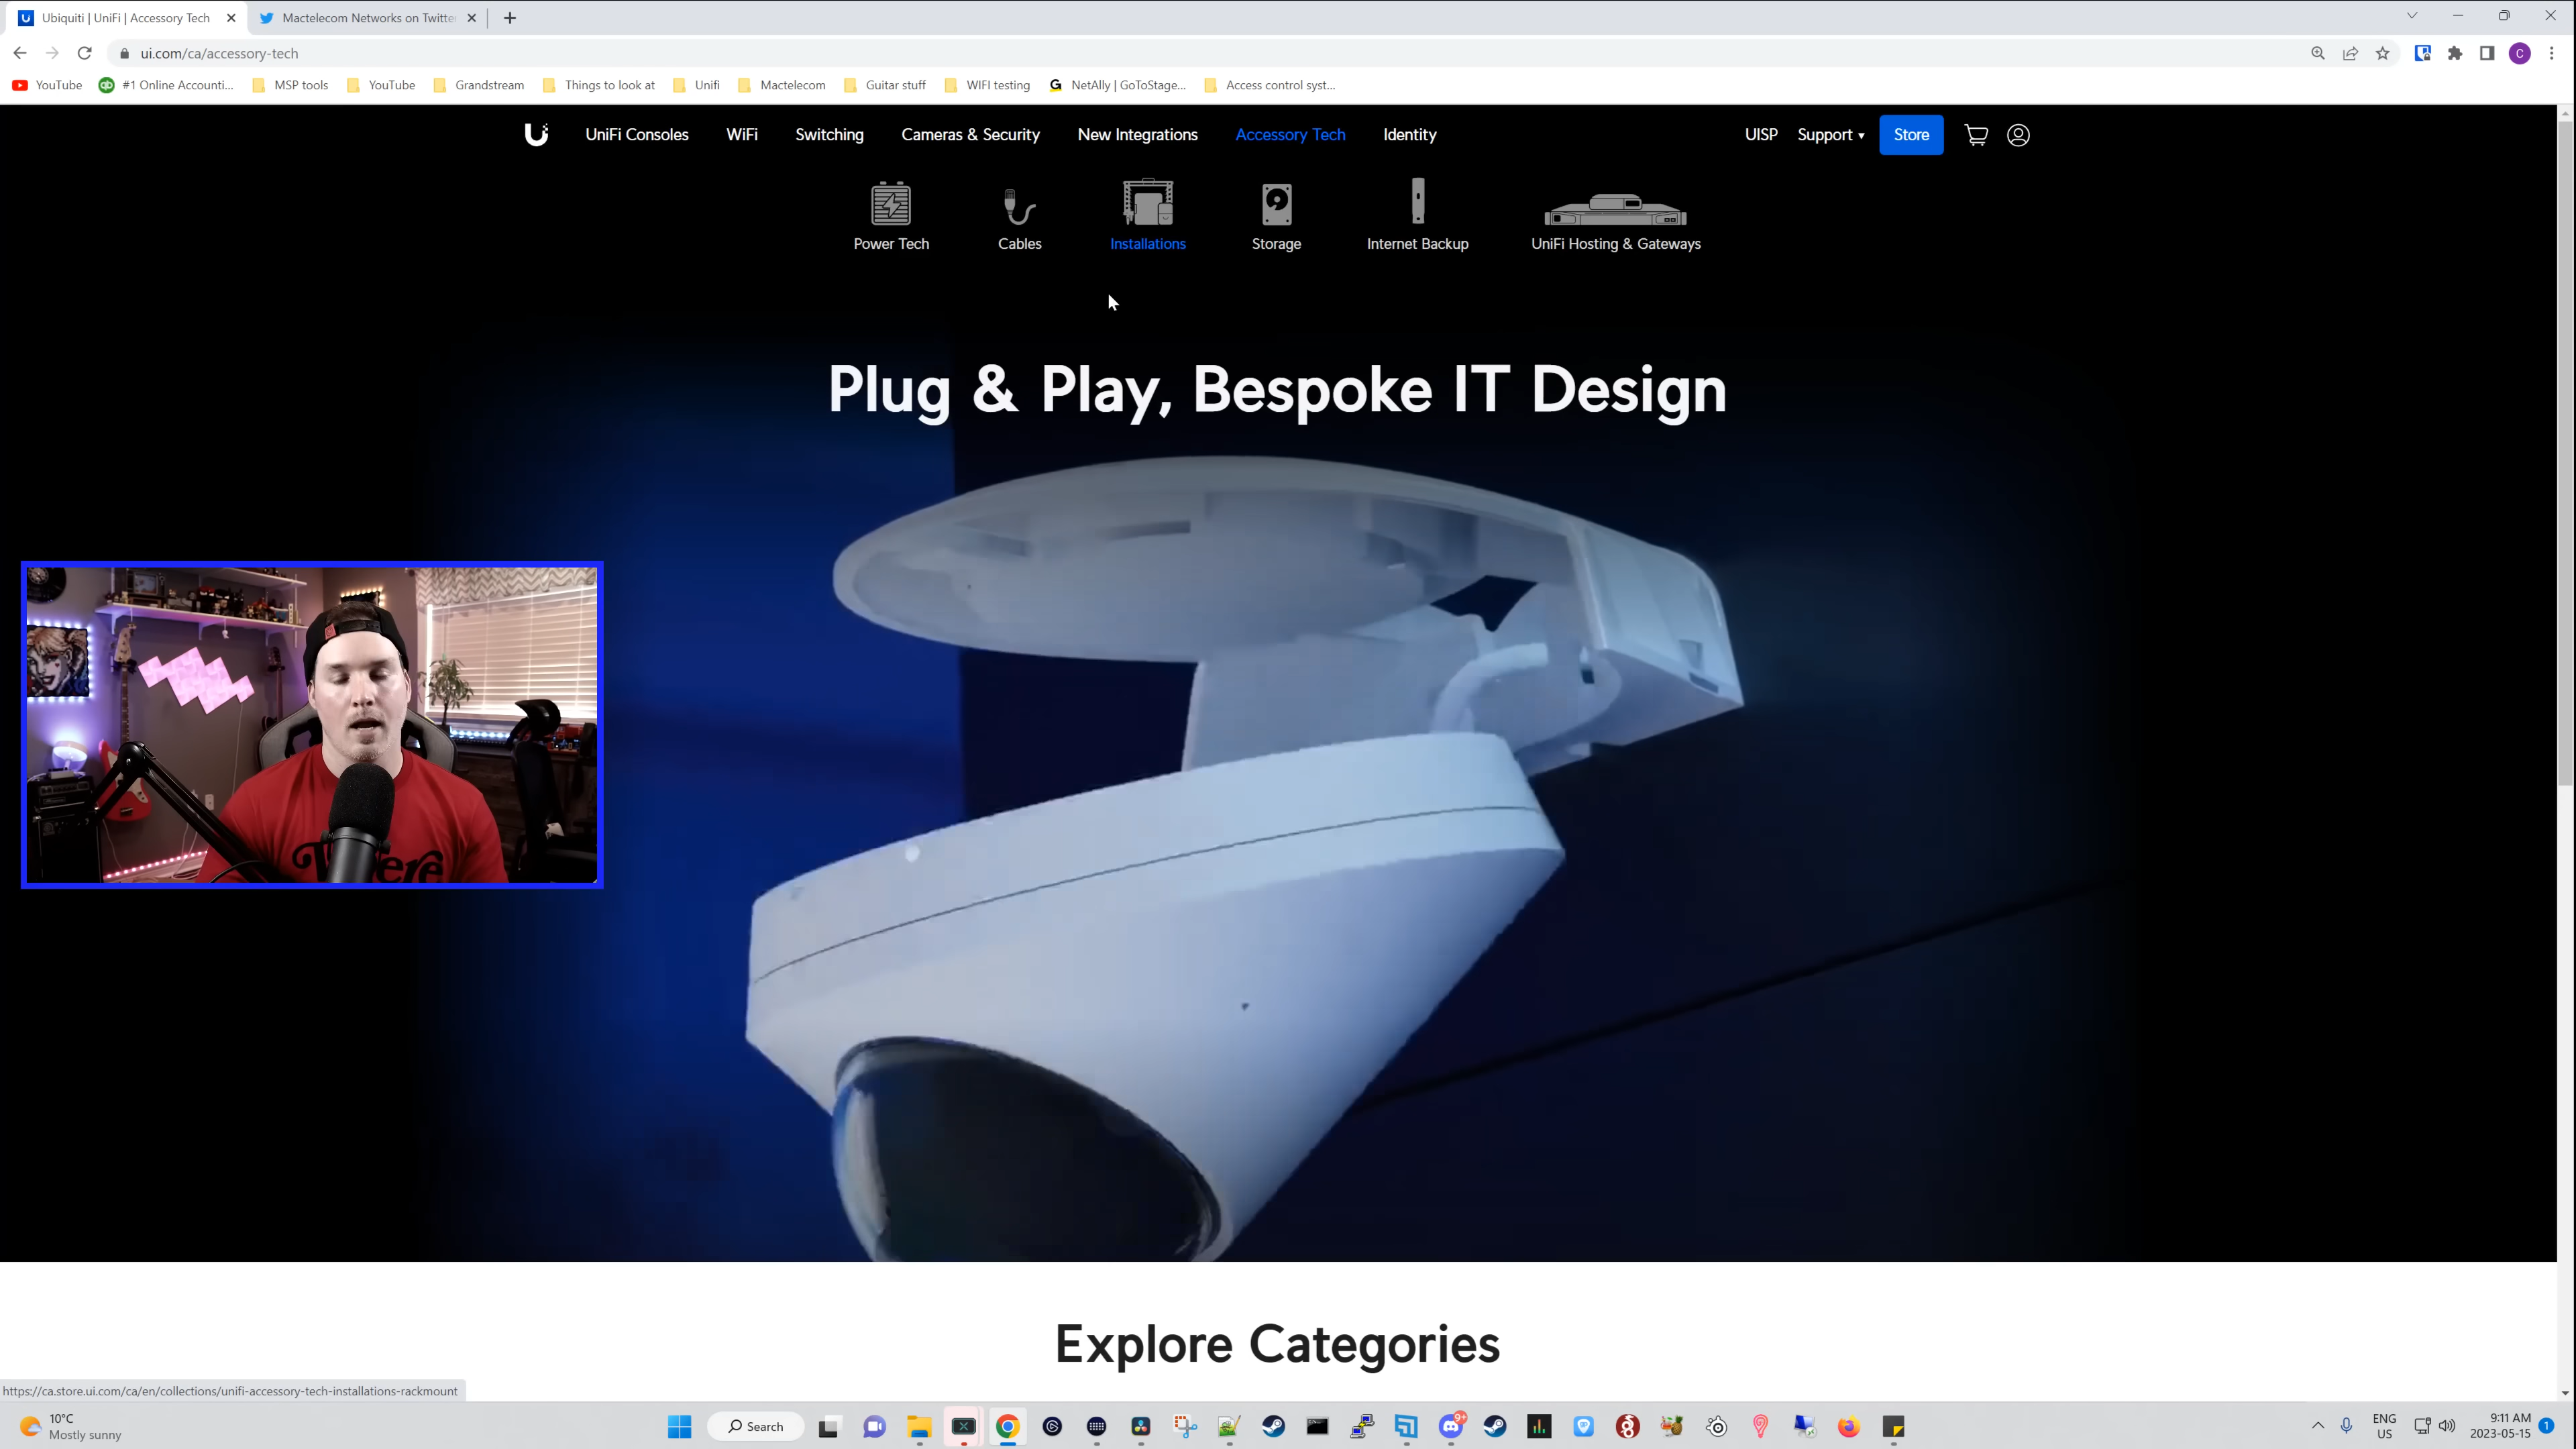 Ubiquiti | UniFi | Accessory Tech
Mactelecom Networks on Twitte
ui.com/ca/accessory-tech
C
YouTube
#1 Online Accounti...
MSP tools
YouTube
Grandstream
Things to look at
Unifi
Mactelecom
Guitar stuff
WIFI testing
NetAlly | GoToStage...
Access control syst...
UniFi Consoles
WiFi
Switching
Cameras & Security
New Integrations
Accessory Tech
Identity
UISP
Support
Store
Power Tech
Cables
Installations
Storage
Internet Backup
UniFi Hosting & Gateways
Plug & Play, Bespoke IT Design
Explore Categories
https://ca.store.ui.com/ca/en/collections/unifi-accessory-tech-installations-rackmount
10°C
Mostly sunny
Search
9+
ENG
US
9:11 AM
2023-05-15
1